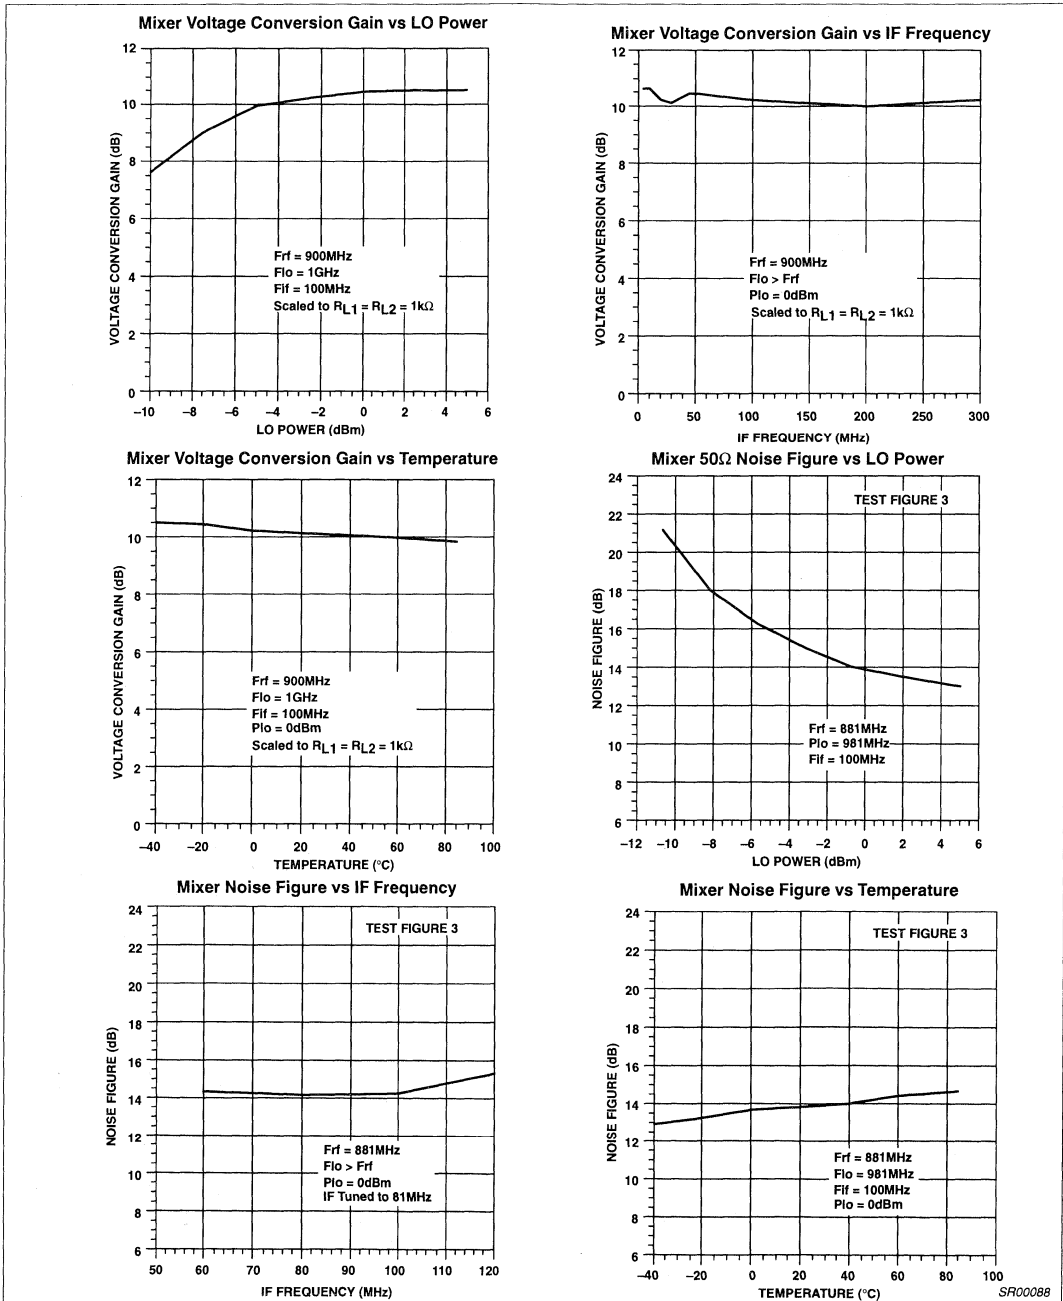 Mixer Voltage Conversion Gain vs LO Power
12
10
8
6
4
2
0
VOLTAGE CONVERSION GAIN (dB)
Frf = 900MHz
Flo = 1GHz
Fif = 100MHz
Scaled to RL1 = RL2 = 1kΩ
–10 –8 –6 –4 –2 0 2 4 6
LO POWER (dBm)
Mixer Voltage Conversion Gain vs IF Frequency
12
10
8
6
4
2
0
VOLTAGE CONVERSION GAIN (dB)
Frf = 900MHz
Flo > Frf
Plo = 0dBm
Scaled to RL1 = RL2 = 1kΩ
0 50 100 150 200 250 300
IF FREQUENCY (MHz)
Mixer Voltage Conversion Gain vs Temperature
12
10
8
6
4
2
0
VOLTAGE CONVERSION GAIN (dB)
Frf = 900MHz
Flo = 1GHz
Fif = 100MHz
Plo = 0dBm
Scaled to RL1 = RL2 = 1kΩ
–40 –20 0 20 40 60 80 100
TEMPERATURE (°C)
Mixer 50Ω Noise Figure vs LO Power
24
22
20
18
16
14
12
10
8
6
NOISE FIGURE (dB)
TEST FIGURE 3
Frf = 881MHz
Plo = 981MHz
Fif = 100MHz
–12 –10 –8 –6 –4 –2 0 2 4 6
LO POWER (dBm)
Mixer Noise Figure vs IF Frequency
24
22
20
18
16
14
12
10
8
6
NOISE FIGURE (dB)
TEST FIGURE 3
Frf = 881MHz
Flo > Frf
Plo = 0dBm
IF Tuned to 81MHz
50 60 70 80 90 100 110 120
IF FREQUENCY (MHz)
Mixer Noise Figure vs Temperature
24
22
20
18
16
14
12
10
8
6
NOISE FIGURE (dB)
TEST FIGURE 3
Frf = 881MHz
Flo = 981MHz
Fif = 100MHz
Plo = 0dBm
–40 –20 0 20 40 60 80 100
TEMPERATURE (°C)
SR00088